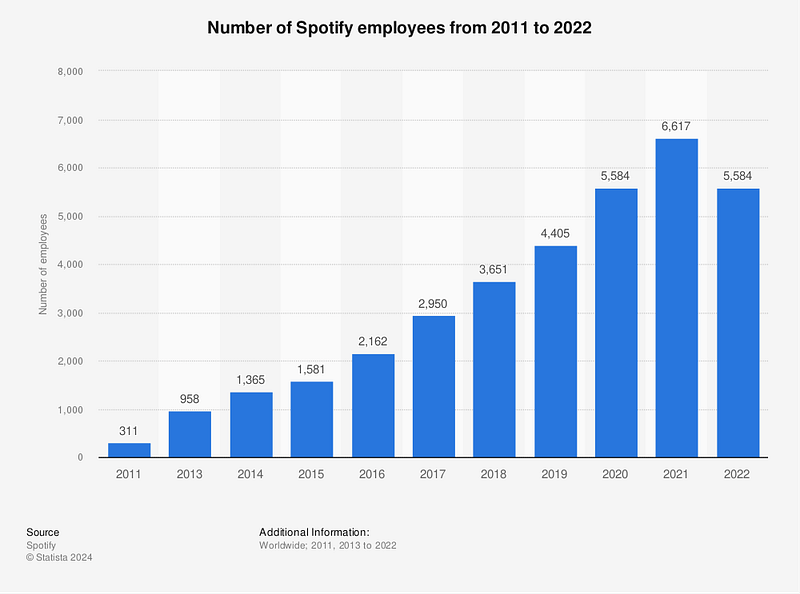 Number of Spotify employees from 2011 to 2022
Number of employees
8,000
7,000
6,000
5,000
4,000
3,000
2,000
1,000
0
311
958
1,365
1,581
2,162
2,950
3,651
4,405
5,584
6,617
5,584
2011 2013 2014 2015 2016 2017 2018 2019 2020 2021 2022
Source
Spotify
© Statista 2024
Additional Information:
Worldwide; 2011, 2013 to 2022